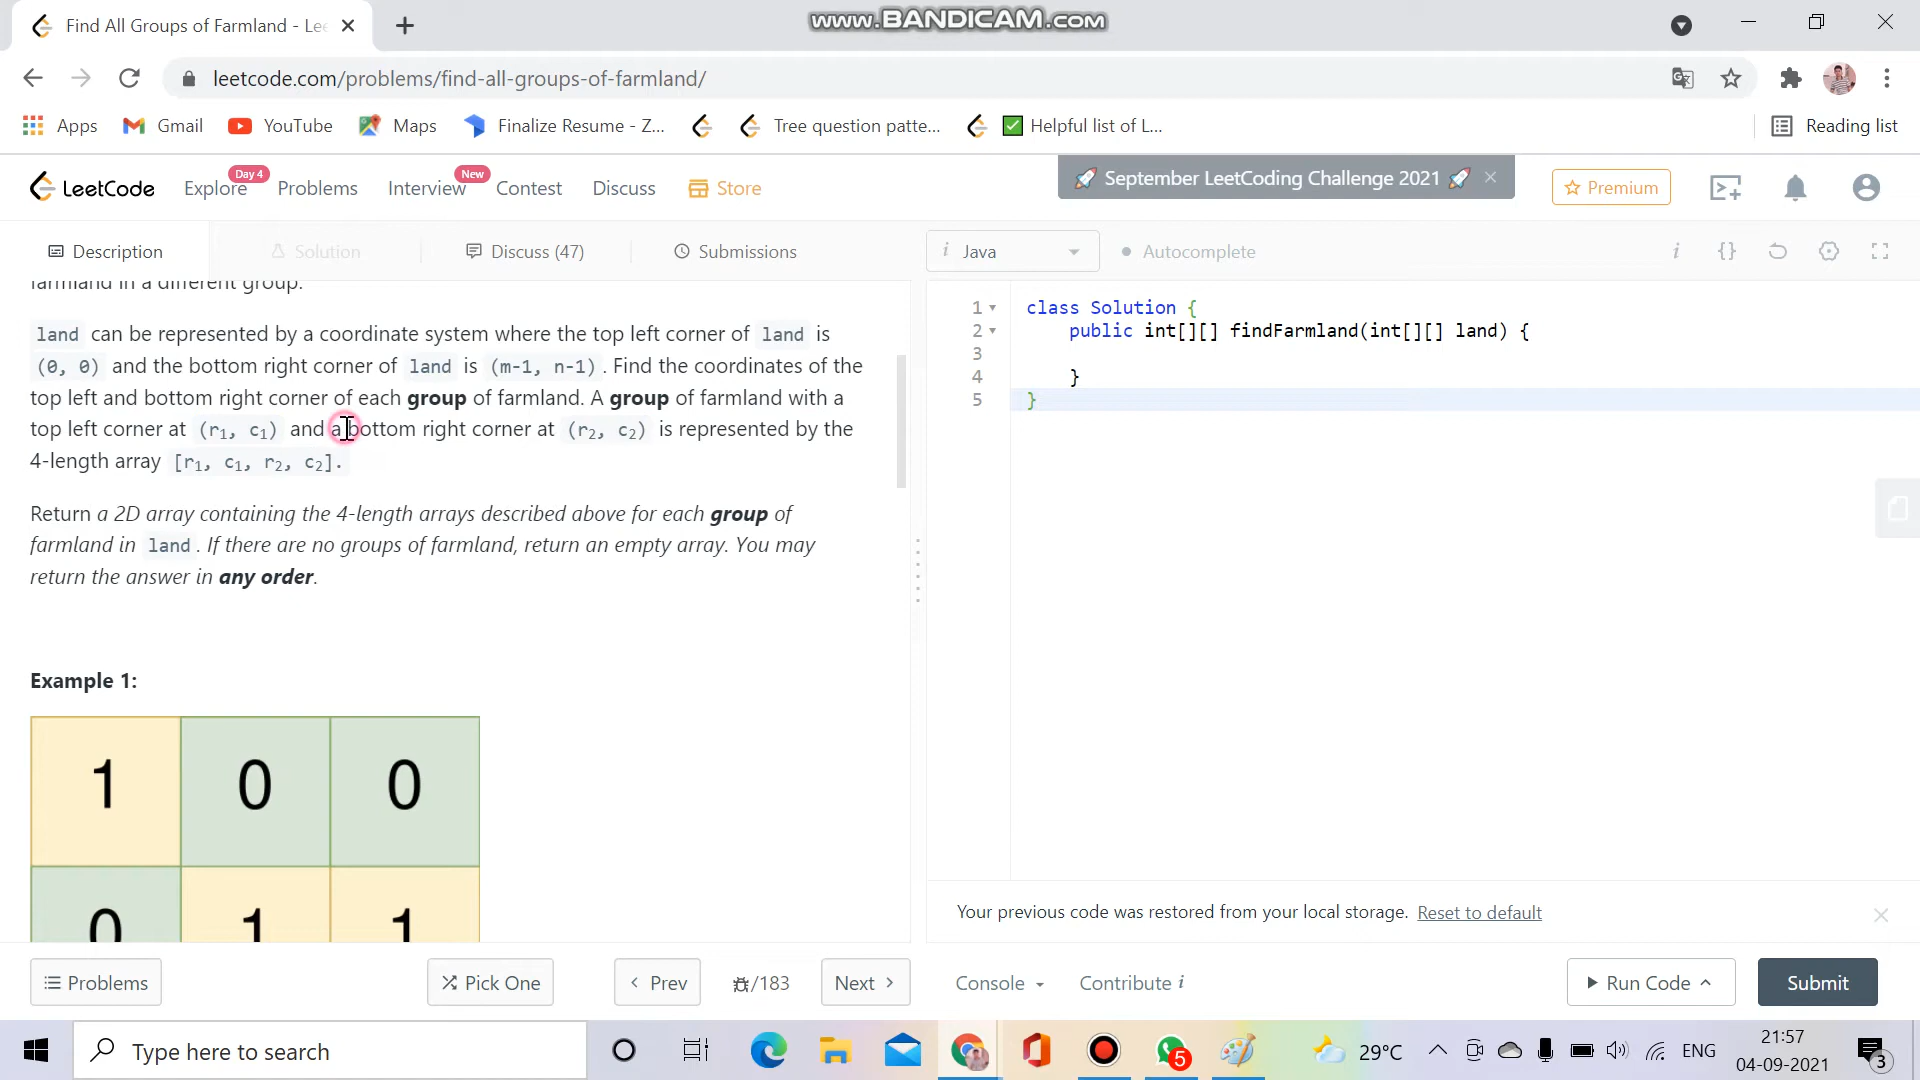 Find All Groups of Farmland - Lee
www.BANDICAM.com
leetcode.com/problems/find-all-groups-of-farmland/
Apps Gmail YouTube Maps Finalize Resume - Z... Tree question patte... Helpful list of L... Reading list
LeetCode Explore Day 4 Problems Interview New Contest Discuss Store September LeetCoding Challenge 2021 Premium
Description Solution Discuss (47) Submissions
i Java Autocomplete
farmland in a different group.
land can be represented by a coordinate system where the top left corner of land is
(0, 0) and the bottom right corner of land is (m-1, n-1). Find the coordinates of the
top left and bottom right corner of each group of farmland. A group of farmland with a
top left corner at (r1, c1) and a bottom right corner at (r2, c2) is represented by the
4-length array [r1, c1, r2, c2].
Return a 2D array containing the 4-length arrays described above for each group of
farmland in land. If there are no groups of farmland, return an empty array. You may
return the answer in any order.
Example 1:
1 0 0
0 1 1
1 class Solution {
2 public int[][] findFarmland(int[][] land) {
3
4 }
5 }
Your previous code was restored from your local storage. Reset to default
Problems Pick One Prev /183 Next Console Contribute i Run Code Submit
Type here to search
5
29°C
ENG
21:57
04-09-2021
3